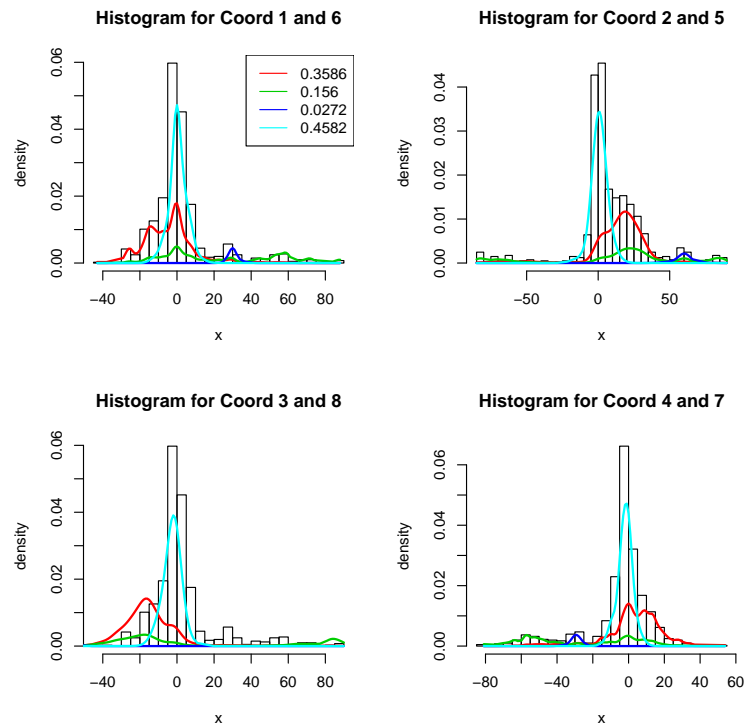 Histogram for Coord 1 and 6
density
0.00 0.02 0.04 0.06
−40 0 20 40 60 80
x
0.3586
0.156
0.0272
0.4582
Histogram for Coord 2 and 5
density
0.00 0.01 0.02 0.03 0.04
−50 0 50
x
Histogram for Coord 3 and 8
density
0.00 0.02 0.04 0.06
−40 0 20 40 60 80
x
Histogram for Coord 4 and 7
density
0.00 0.02 0.04 0.06
−80 −40 0 20 40 60
x